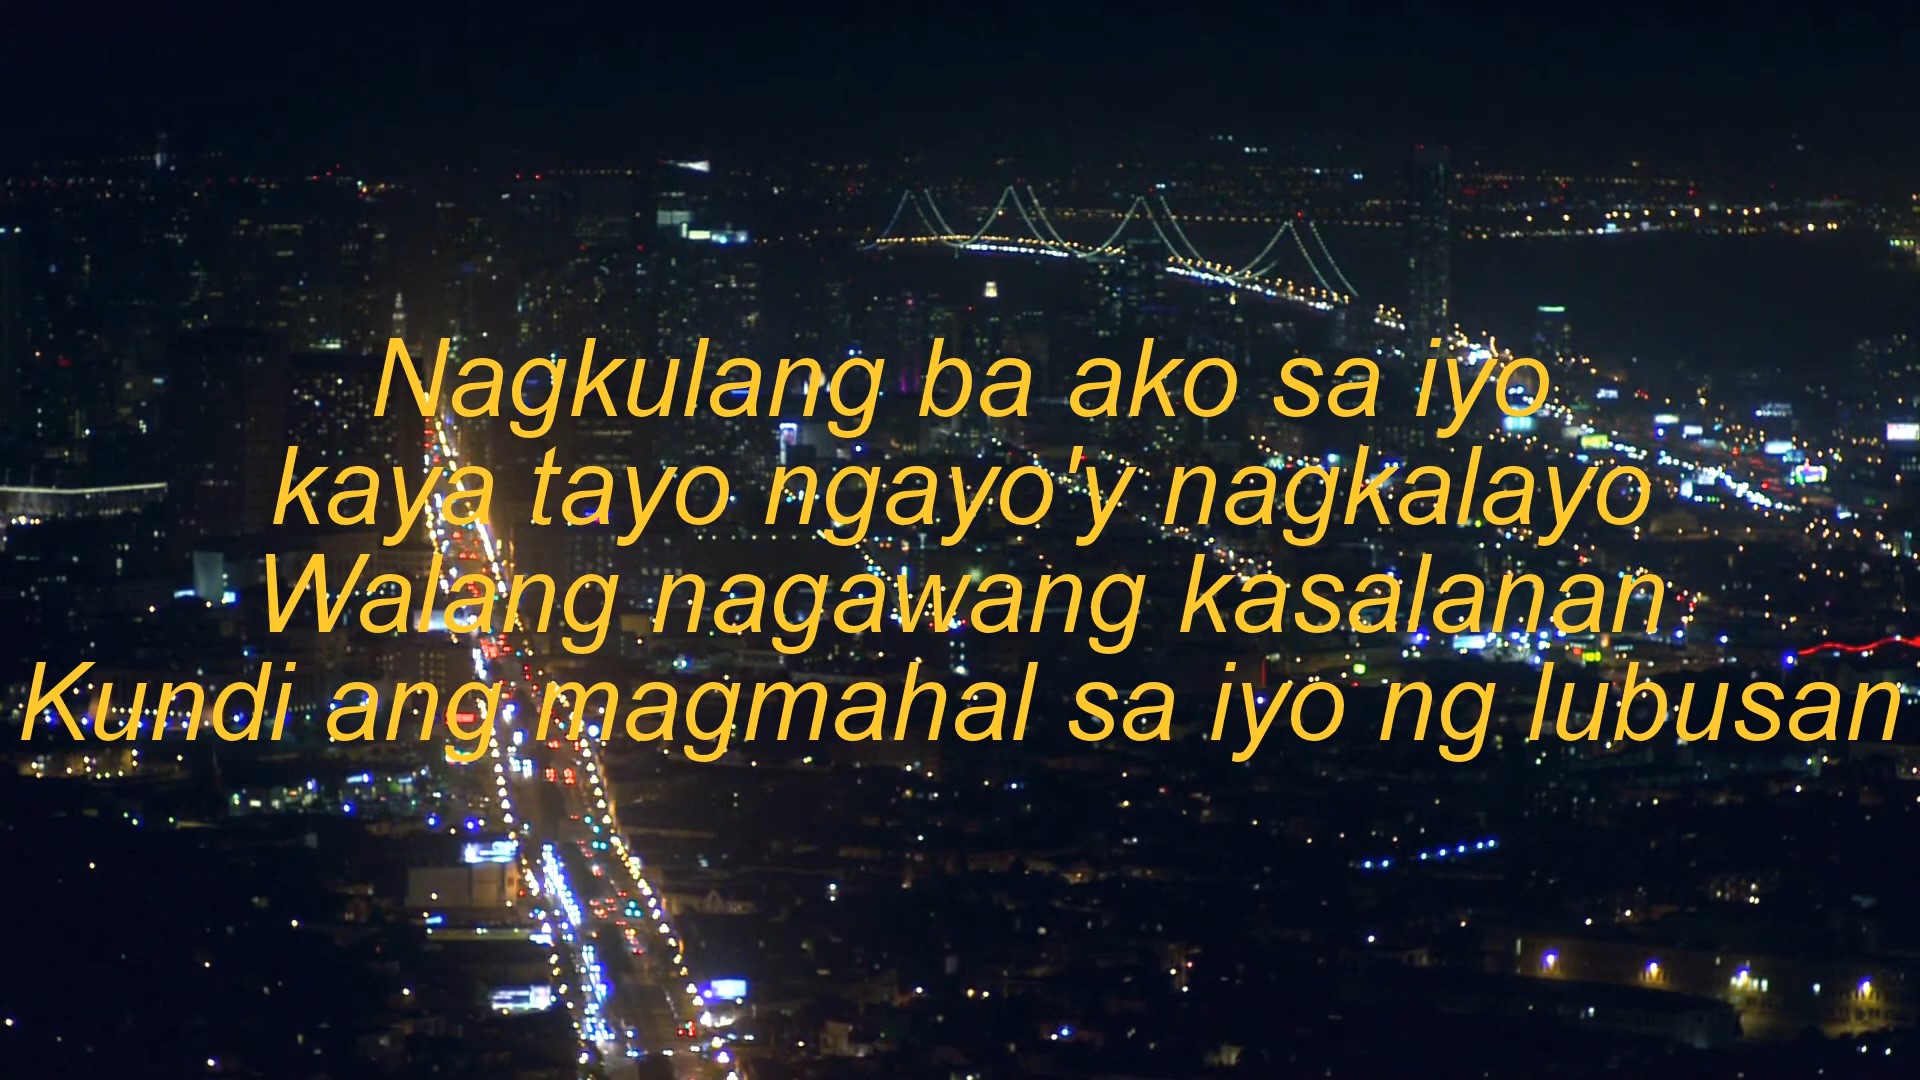 Nagkulang ba ako sa iyo
kaya tayo ngayo'y nagkalayo
Walang nagawang kasalanan
Kundi ang magmahal sa iyo ng lubusan